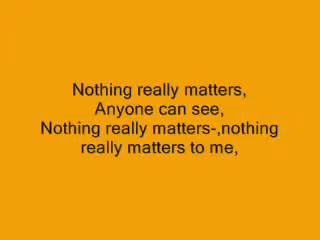 Nothing really matters,
Anyone can see,
Nothing really matters-,nothing
really matters to me,